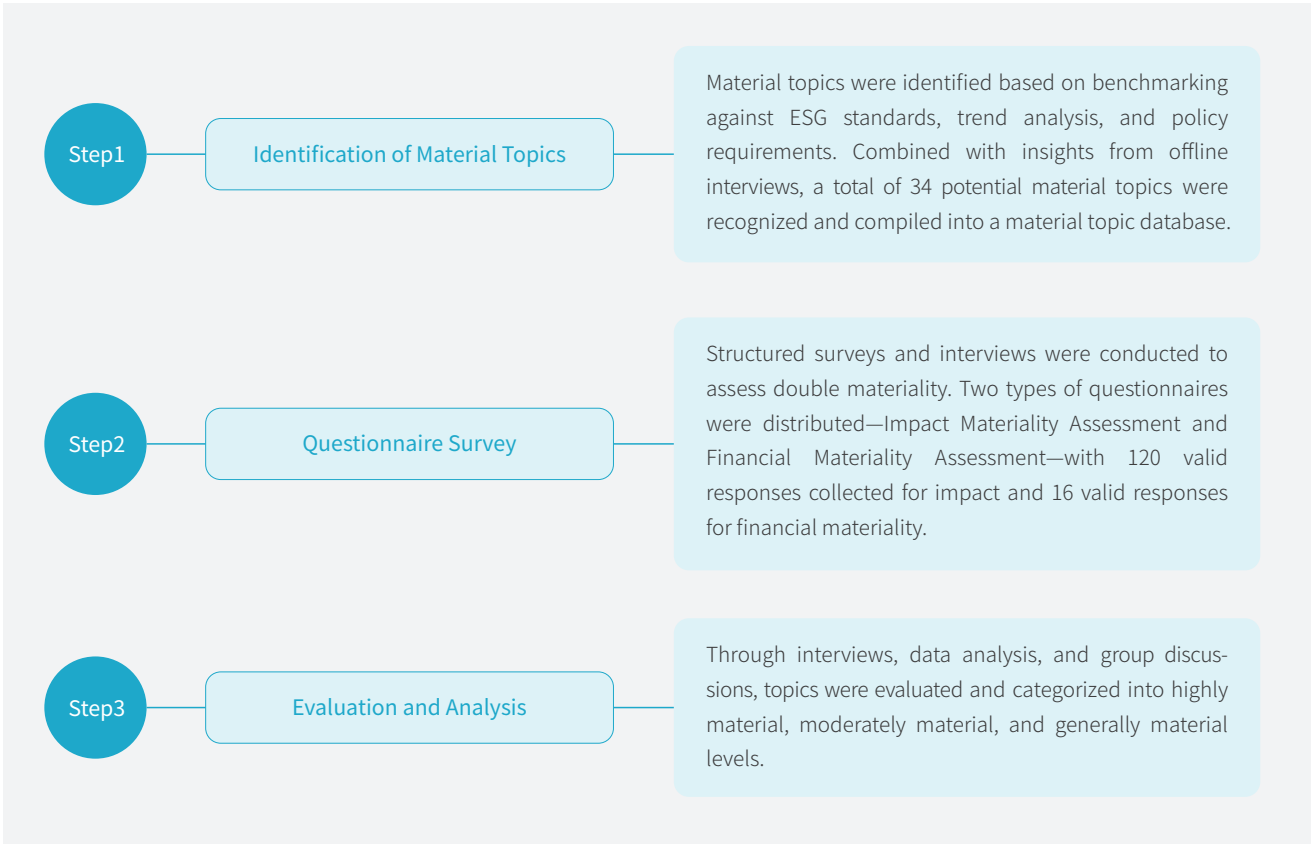 Step1
Identification of Material Topics
Material topics were identified based on benchmarking
against ESG standards, trend analysis, and policy
requirements. Combined with insights from offline
interviews, a total of 34 potential material topics were
recognized and compiled into a material topic database.
Step2
Questionnaire Survey
Structured surveys and interviews were conducted to
assess double materiality. Two types of questionnaires
were distributed—Impact Materiality Assessment and
Financial Materiality Assessment—with 120 valid
responses collected for impact and 16 valid responses
for financial materiality.
Step3
Evaluation and Analysis
Through interviews, data analysis, and group discus-
sions, topics were evaluated and categorized into highly
material, moderately material, and generally material
levels.